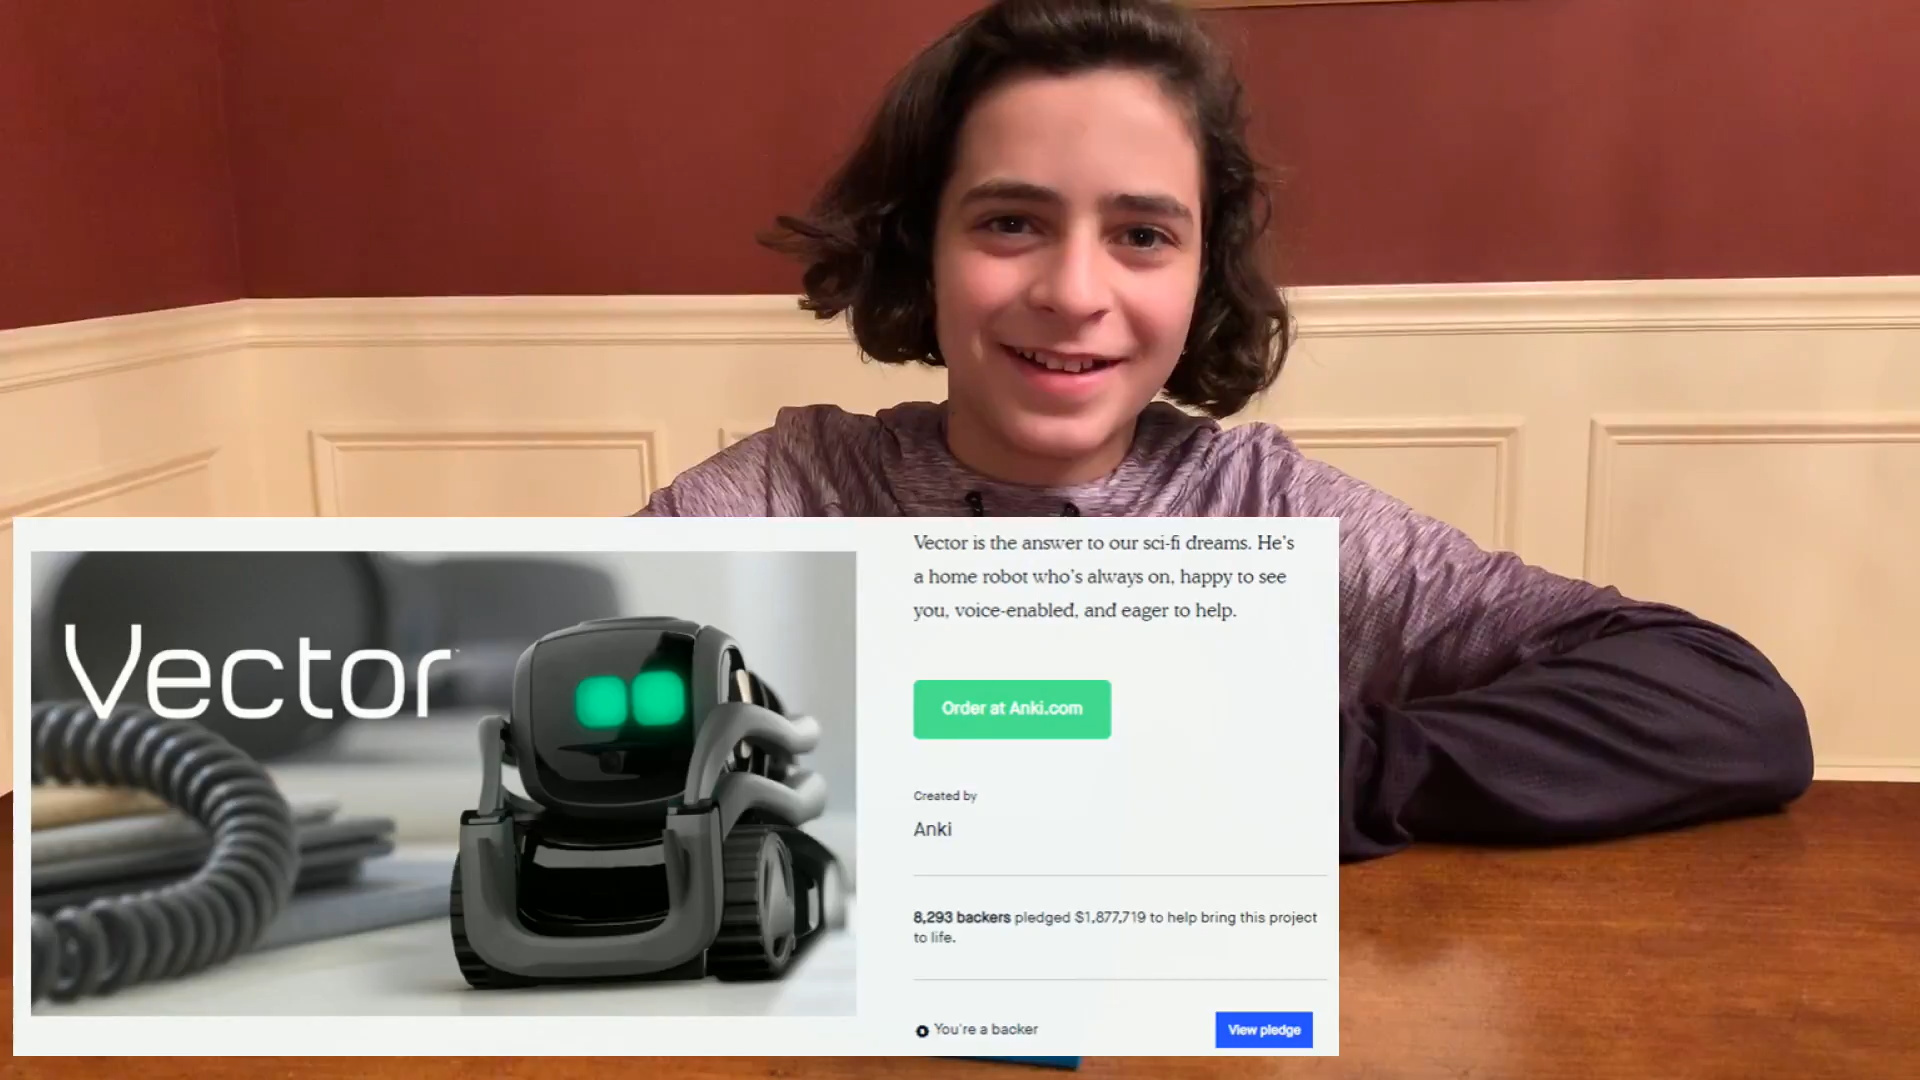 Vector
Vector is the answer to our sci-fi dreams. He's
a home robot who's always on, happy to see
you, voice-enabled, and eager to help.
Order at Anki.com
Created by
Anki
8,293 backers pledged $1,877,719 to help bring this project
to life.
You're a backer
View pledge